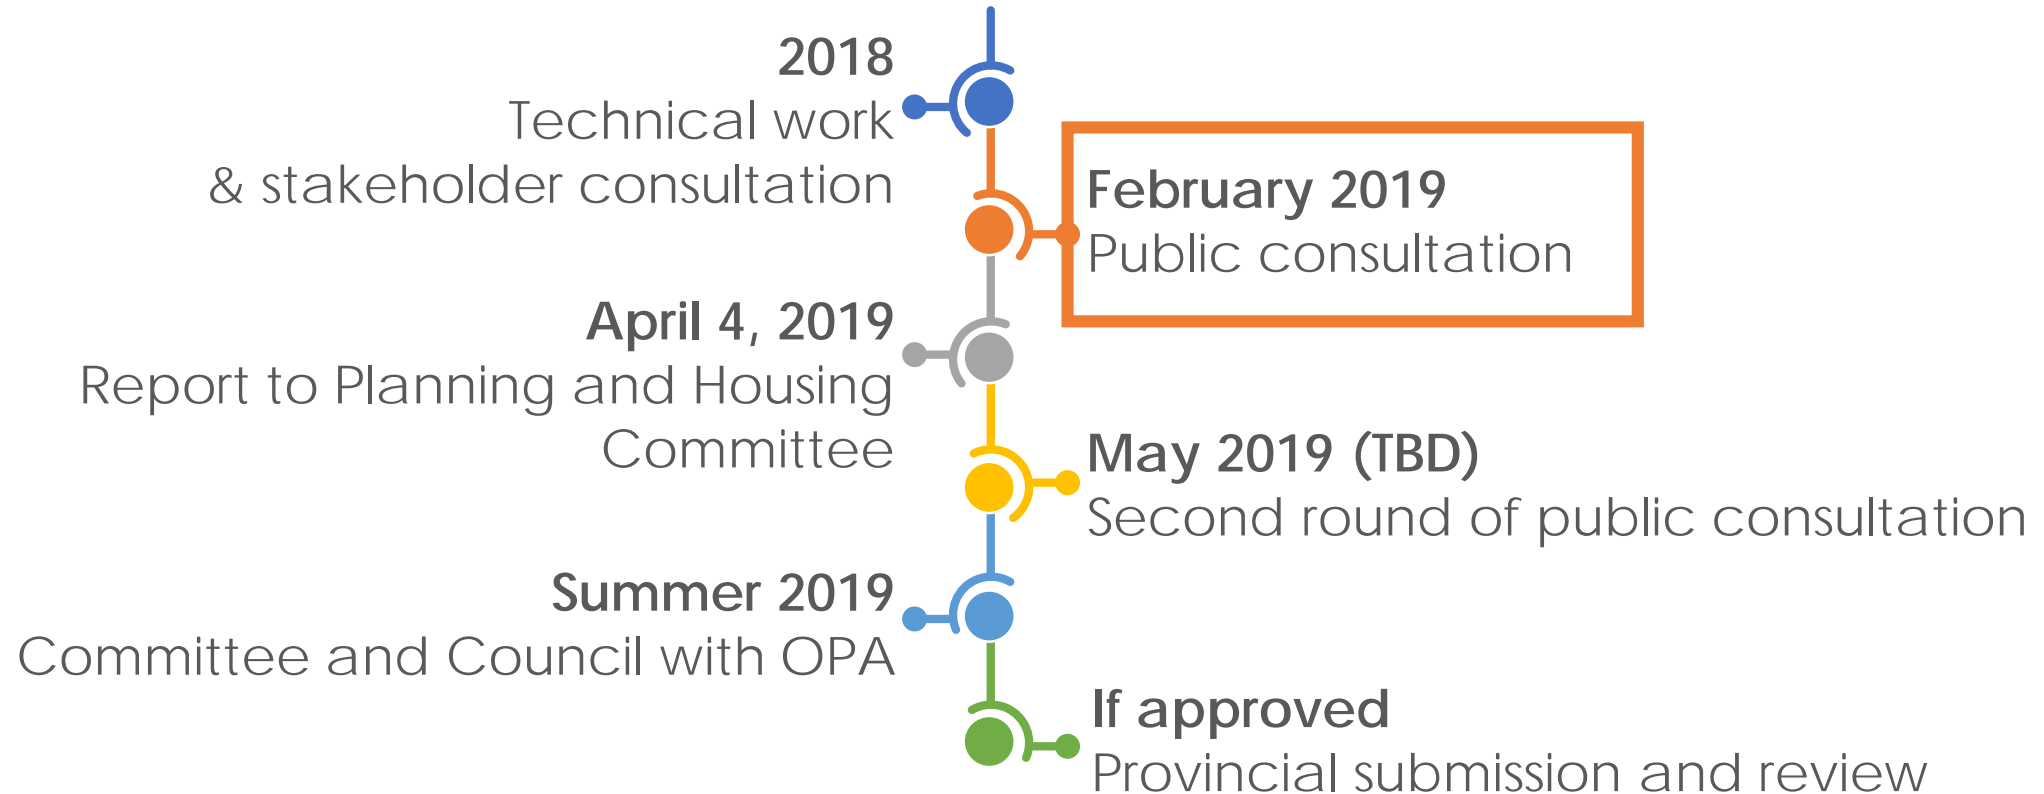 2018
Technical work
& stakeholder consultation
February 2019
Public consultation
April 4, 2019
Report to Planning and Housing
Committee
May 2019 (TBD)
Second round of public consultation
Summer 2019
Committee and Council with OPA
If approved
Provincial submission and review